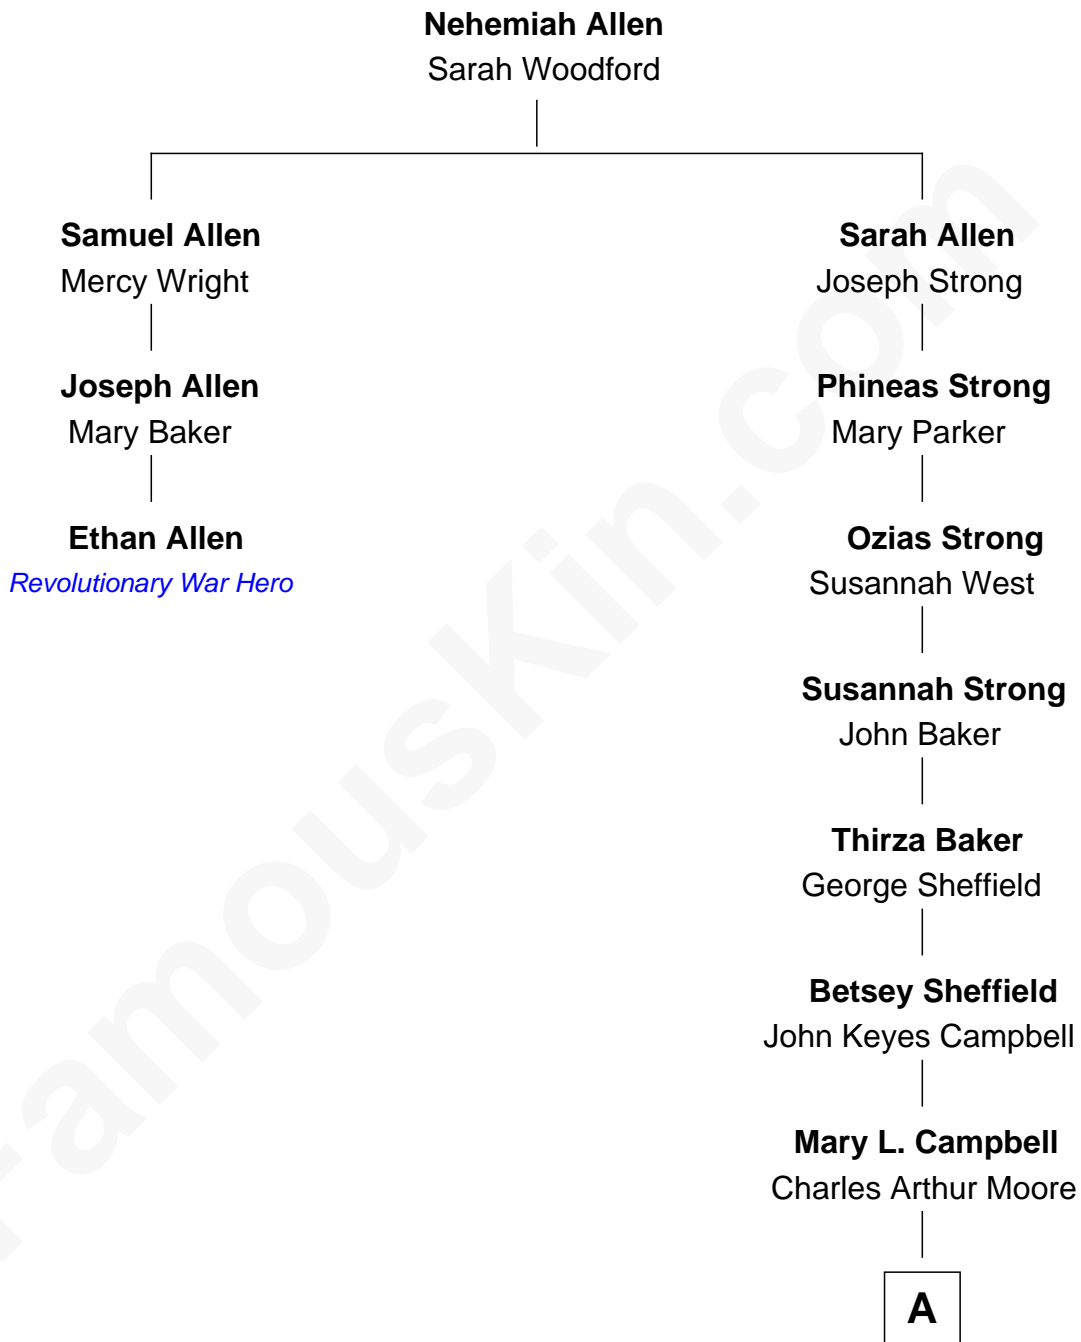 Nehemiah Allen
Sarah Woodford
Samuel Allen
Mercy Wright
Joseph Allen
Mary Baker
Ethan Allen
Revolutionary War Hero
Sarah Allen
Joseph Strong
Phineas Strong
Mary Parker
Ozias Strong
Susannah West
Susannah Strong
John Baker
Thirza Baker
George Sheffield
Betsey Sheffield
John Keyes Campbell
Mary L. Campbell
Charles Arthur Moore
A
FamousKin.com